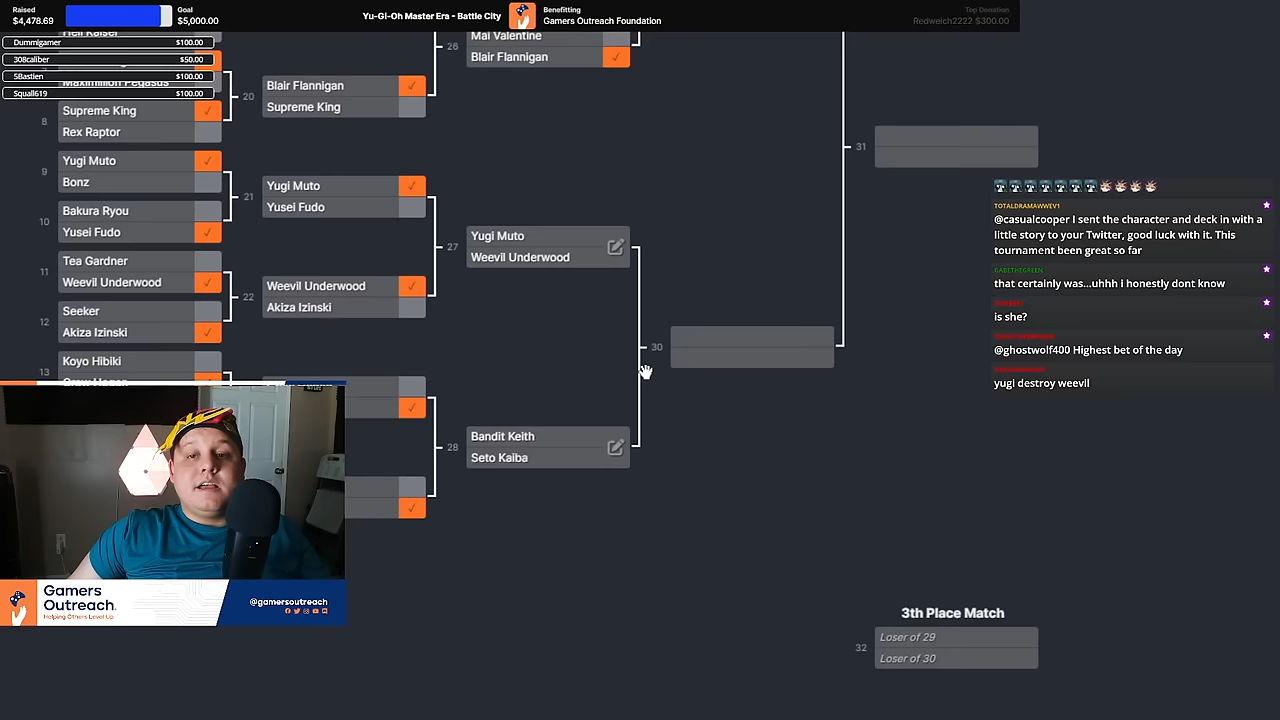 Raised
$4,478.69
Goal
$5,000.00
Yu-Gi-Oh Master Era - Battle City
Benefitting
Gamers Outreach Foundation
Top Donation
Redweich2222 $300.00
Dummigamer $100.00
308caliber $50.00
5Bastien $100.00
Squall619 $100.00
Hell Kaiser
Maximillion Pegasus
8
Supreme King
Rex Raptor
9
Yugi Muto
Bonz
10
Bakura Ryou
Yusei Fudo
11
Tea Gardner
Weevil Underwood
12
Seeker
Akiza Izinski
13
Koyo Hibiki
20
Blair Flannigan
Supreme King
21
Yugi Muto
Yusei Fudo
22
Weevil Underwood
Akiza Izinski
26
Mai Valentine
Blair Flannigan
27
Yugi Muto
Weevil Underwood
28
Bandit Keith
Seto Kaiba
30
31
3th Place Match
32
Loser of 29
Loser of 30
TOTALDRAMAWWEV1
@casualcooper I sent the character and deck in with a
little story to your Twitter, good luck with it. This
tournament been great so far
GABETHEGREEN
that certainly was...uhhh i honestly dont know
is she?
@ghostwolf400 Highest bet of the day
yugi destroy weevil
Gamers
Outreach
Helping Others Level Up
@gamersoutreach